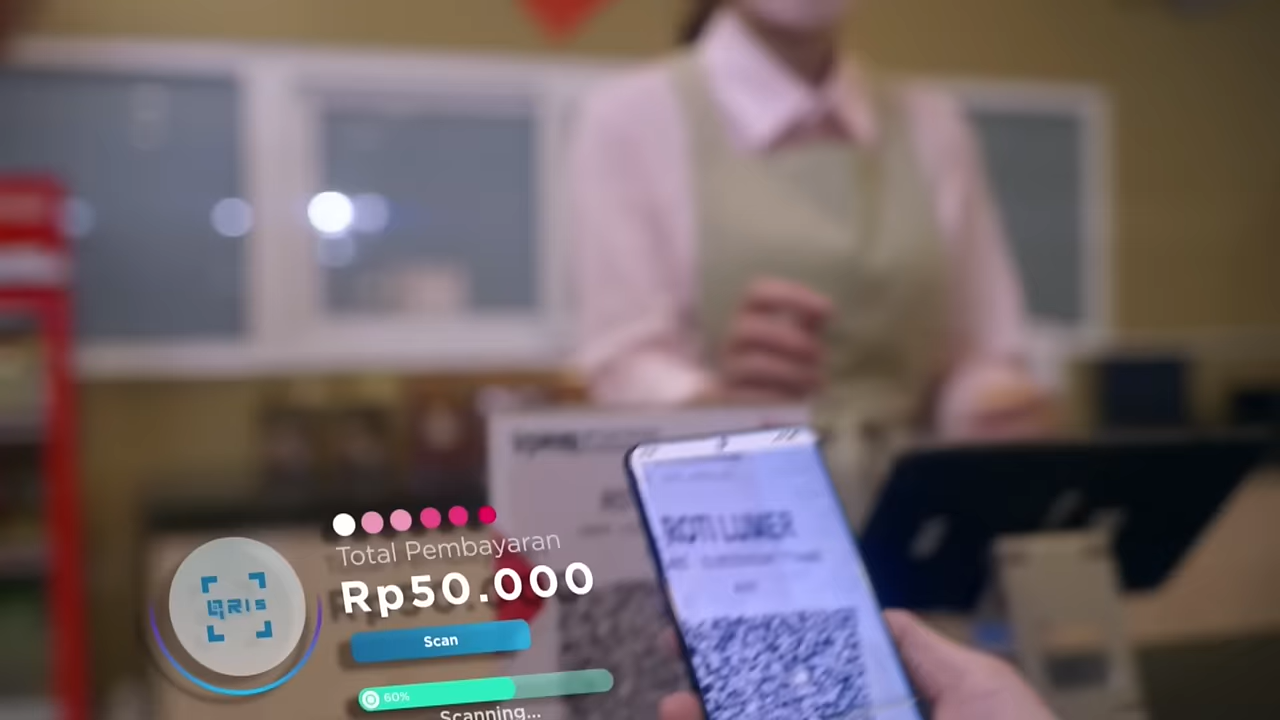 Total Pembayaran
Rp50.000
QRIS
Scan
60%
Scanning...
ROTI LUMER